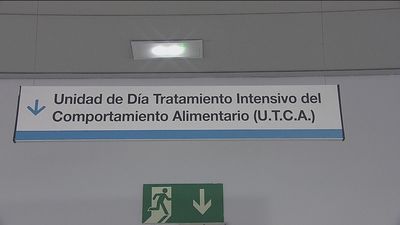 Unidad de Día Tratamiento Intensivo del
Comportamiento Alimentario (U.T.C.A.)